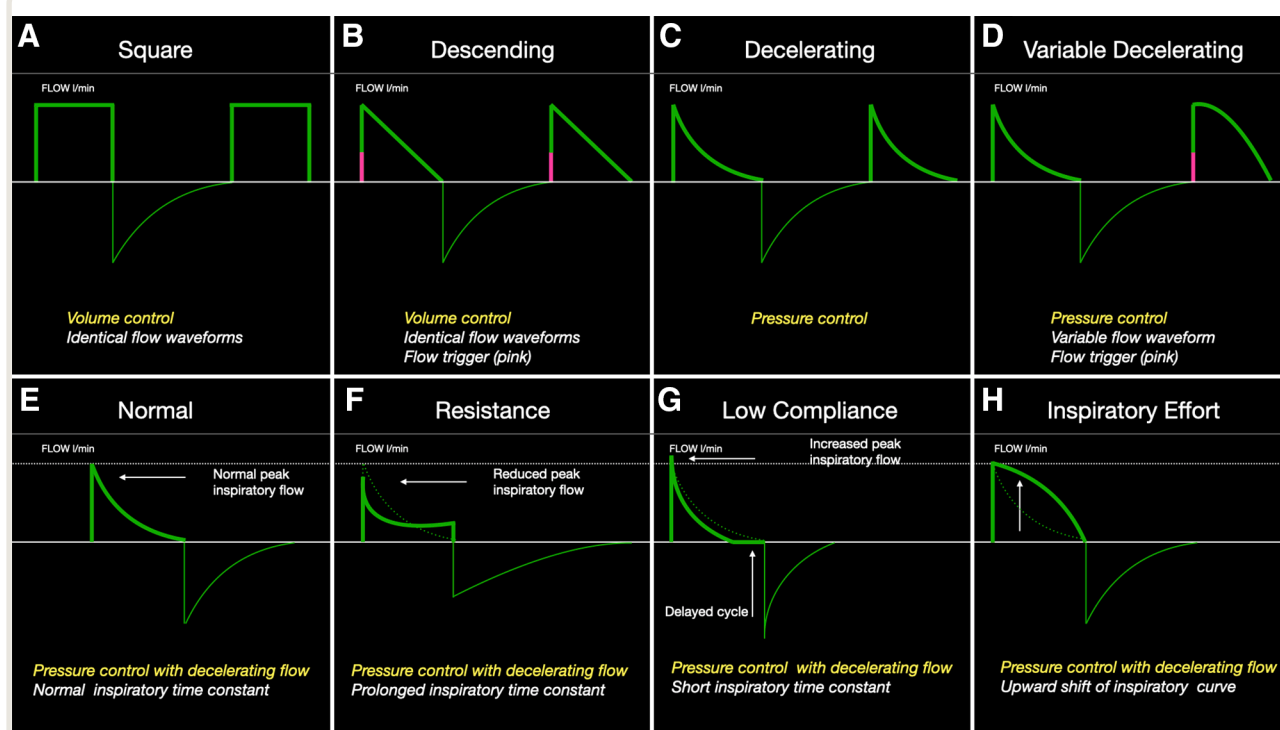 A
Square
FLOW l/min
Volume control
Identical flow waveforms
B
Descending
FLOW l/min
Volume control
Identical flow waveforms
Flow trigger (pink)
C
Decelerating
FLOW l/min
Pressure control
D
Variable Decelerating
FLOW l/min
Pressure control
Variable flow waveform
Flow trigger (pink)
E
Normal
FLOW l/min
Normal peak
inspiratory flow
Pressure control with decelerating flow
Normal inspiratory time constant
F
Resistance
FLOW l/min
Reduced peak
inspiratory flow
Pressure control with decelerating flow
Prolonged inspiratory time constant
G
Low Compliance
FLOW l/min
Increased peak
inspiratory flow
Delayed cycle
Pressure control with decelerating flow
Short inspiratory time constant
H
Inspiratory Effort
FLOW l/min
Pressure control with decelerating flow
Upward shift of inspiratory curve